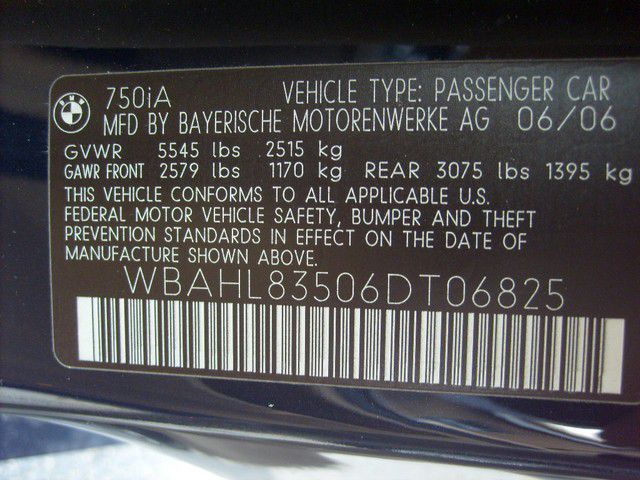 BMW
750iA VEHICLE TYPE: PASSENGER CAR
MFD BY BAYERISCHE MOTORENWERKE AG 06/06
GVWR 5545 lbs 2515 kg
GAWR FRONT 2579 lbs 1170 kg REAR 3075 lbs 1395 kg
THIS VEHICLE CONFORMS TO ALL APPLICABLE U.S.
FEDERAL MOTOR VEHICLE SAFETY, BUMPER AND THEFT
PREVENTION STANDARDS IN EFFECT ON THE DATE OF
MANUFACTURE SHOWN ABOVE.
WBAHL83506DT06825